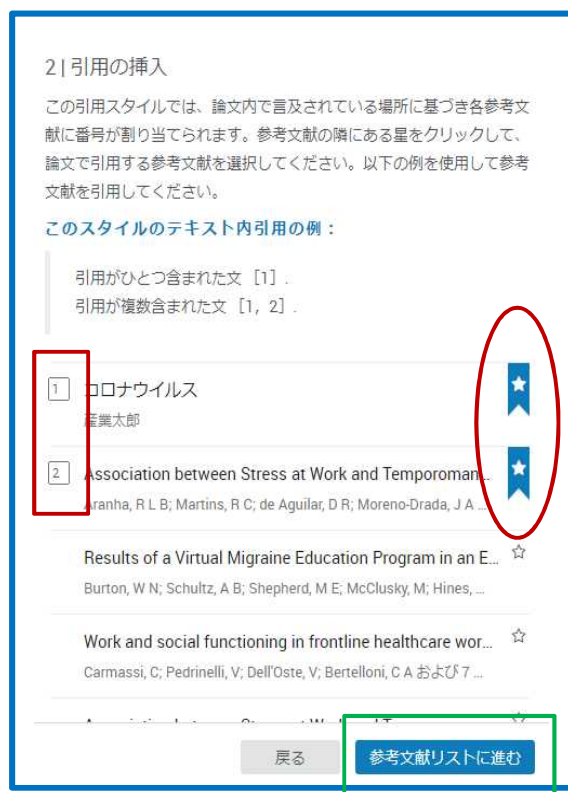 2 | 引用の挿入
この引用スタイルでは、論文内で言及されている場所に基づき各参考文
献に番号が割り当てられます。参考文献の隣にある星をクリックして、
論文で引用する参考文献を選択してください。以下の例を使用して参考
文献を引用してください。
このスタイルのテキスト内引用の例：
引用がひとつ含まれた文 [1] .
引用が複数含まれた文 [1, 2] .
1 コロナウイルス
産業太郎
2 Association between Stress at Work and Temporoman...
Aranha, R L B; Martins, R C; de Aguilar, D R; Moreno-Drada, J A ...
Results of a Virtual Migraine Education Program in an E...
Burton, W N; Schultz, A B; Shepherd, M E; McClusky, M; Hines, ...
Work and social functioning in frontline healthcare wor...
Carmassi, C; Pedrinelli, V; Dell'Oste, V; Bertelloni, C A および 7 ...
戻る 参考文献リストに進む